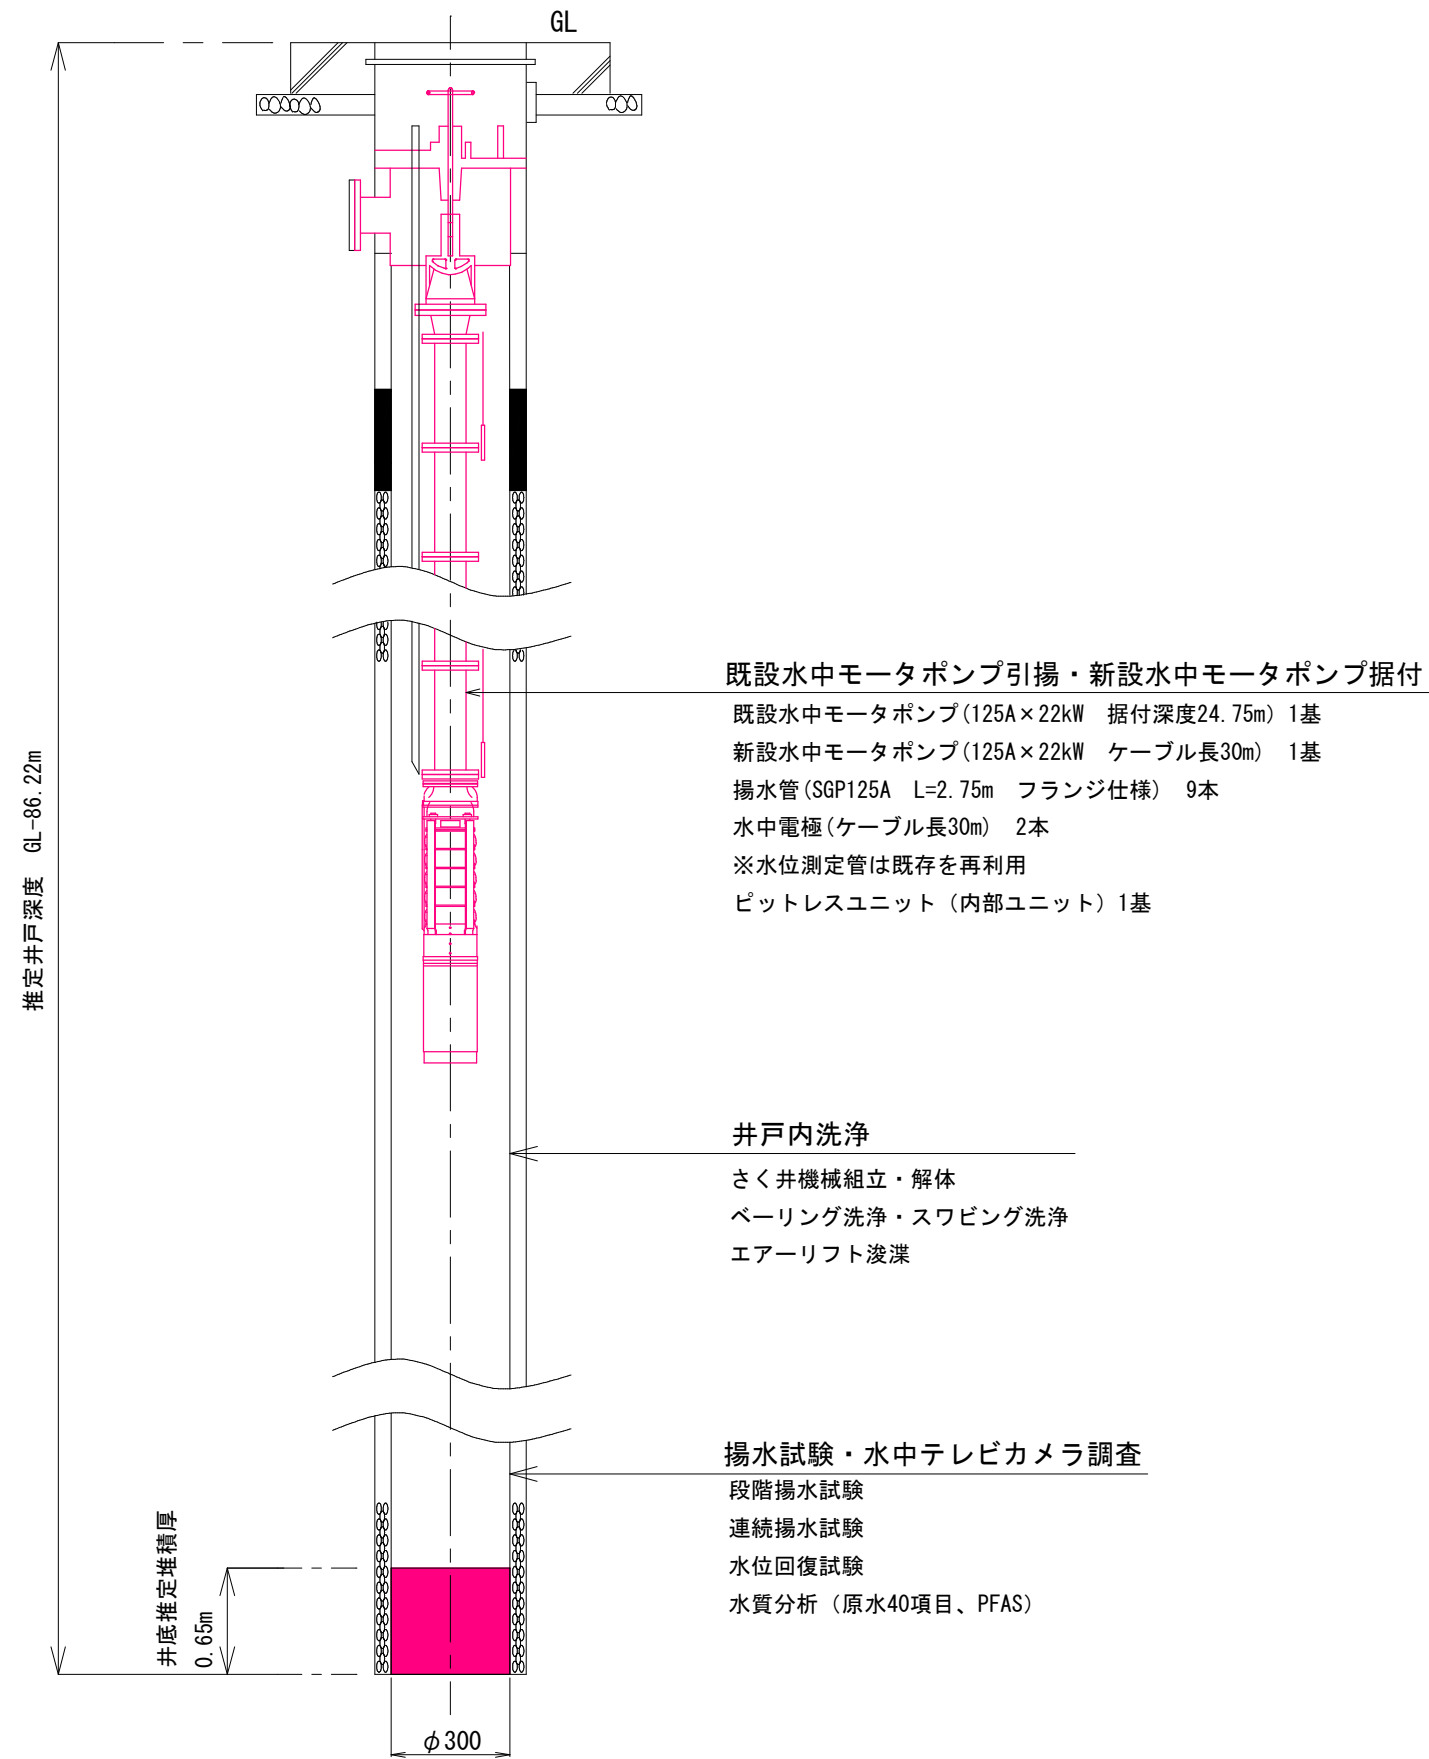 GL
推定井戸深度 GL-86.22m
既設水中モータポンプ引揚・新設水中モータポンプ据付
既設水中モータポンプ(125A×22kW 据付深度24.75m) 1基
新設水中モータポンプ(125A×22kW ケーブル長30m) 1基
揚水管(SGP125A L=2.75m フランジ仕様) 9本
水中電極(ケーブル長30m) 2本
※水位測定管は既存を再利用
ピットレスユニット（内部ユニット）1基
井戸内洗浄
さく井機械組立・解体
ベーリング洗浄・スワビング洗浄
エアーリフト浚渫
揚水試験・水中テレビカメラ調査
段階揚水試験
連続揚水試験
水位回復試験
水質分析（原水40項目、PFAS）
井底推定堆積厚
0.65m
φ300